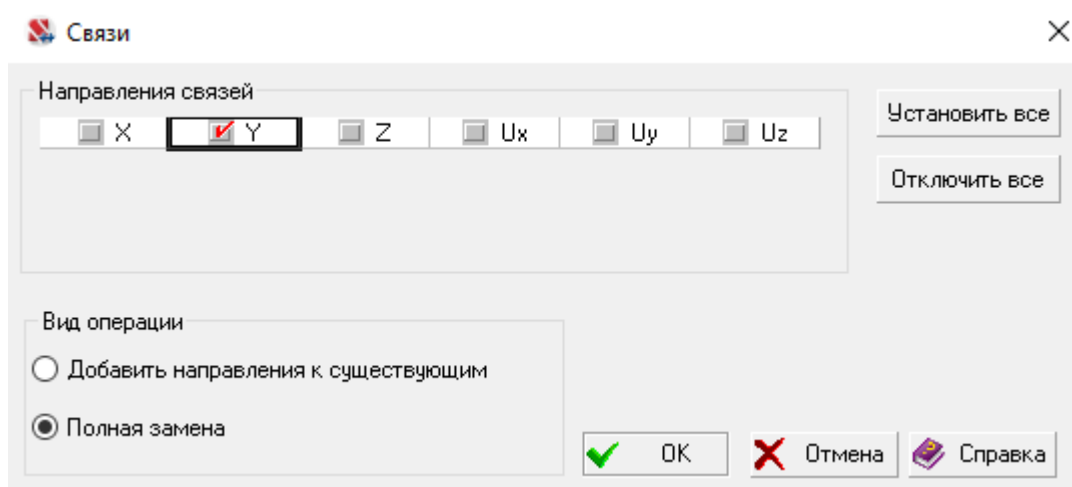 Связи
Направления связей
X Y Z Ux Uy Uz
Установить все
Отключить все
Вид операции
Добавить направления к существующим
Полная замена
OK Отмена Справка